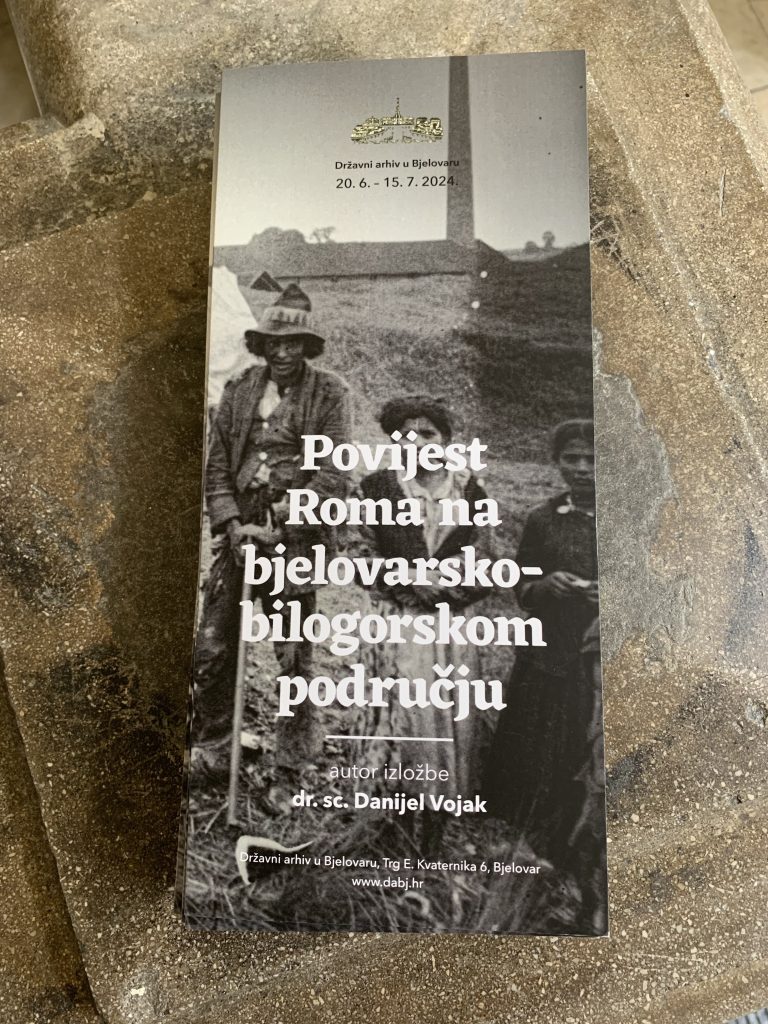 Državni arhiv u Bjelovaru
20. 6. – 15. 7. 2024.
Povijest
Roma na
bjelovarsko-
bilogorskom
području
autor izložbe
dr. sc. Danijel Vojak
Državni arhiv u Bjelovaru, Trg E. Kvaternika 6, Bjelovar
www.dabj.hr